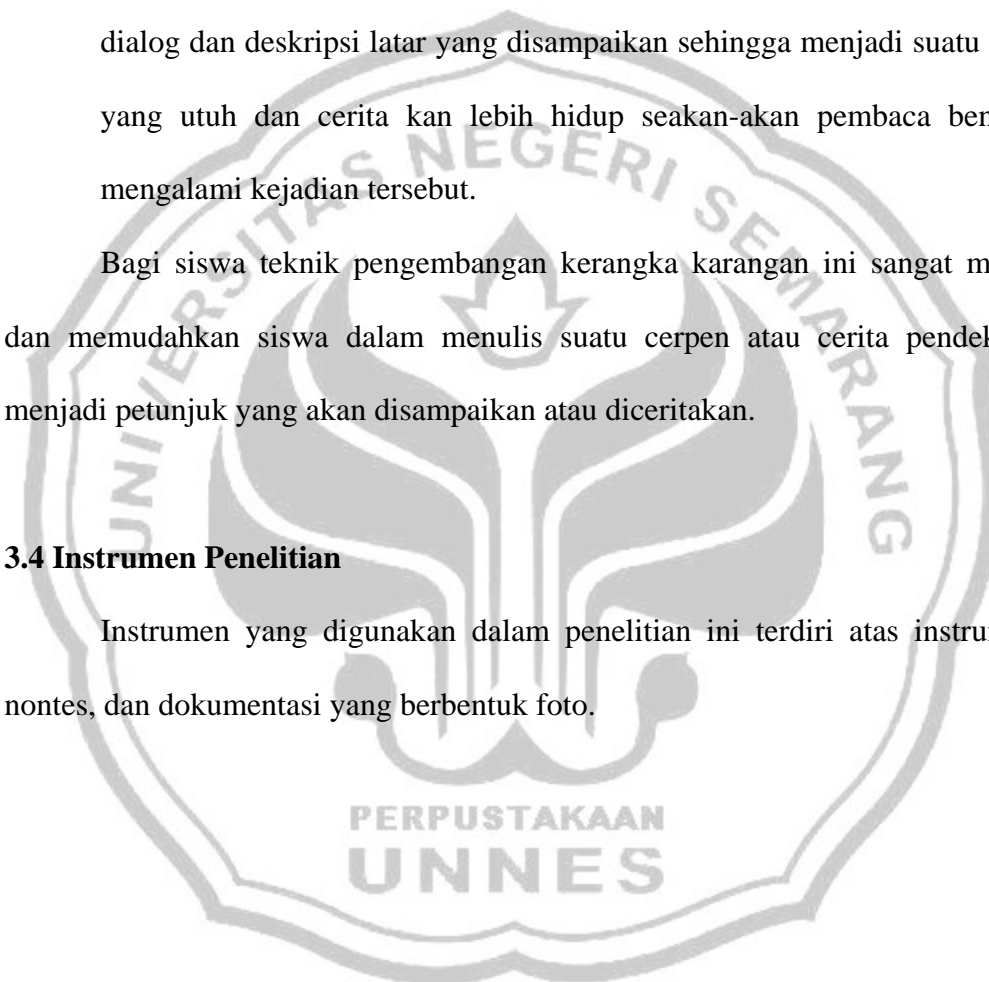 dialog dan deskripsi latar yang disampaikan sehingga menjadi suatu
yang utuh dan cerita kan lebih hidup seakan-akan pembaca
mengalami kejadian tersebut.
Bagi siswa teknik pengembangan kerangka karangan ini sangat
dan memudahkan siswa dalam menulis suatu cerpen atau cerita pendek
menjadi petunjuk yang akan disampaikan atau diceritakan.
3.4 Instrumen Penelitian
Instrumen yang digunakan dalam penelitian ini terdiri atas
nontes, dan dokumentasi yang berbentuk foto.
UNIVERSITAS NEGERI SEMARANG
PERPUSTAKAAN
UNNES